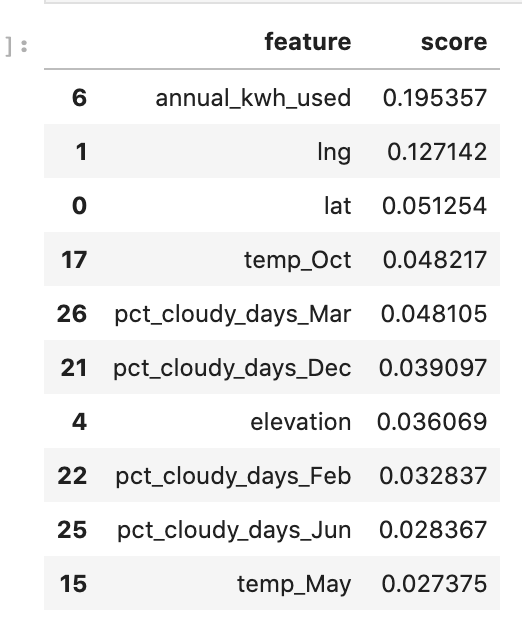 feature score
]:
6 annual_kwh_used 0.195357
1 lng 0.127142
0 lat 0.051254
17 temp_Oct 0.048217
26 pct_cloudy_days_Mar 0.048105
21 pct_cloudy_days_Dec 0.039097
4 elevation 0.036069
22 pct_cloudy_days_Feb 0.032837
25 pct_cloudy_days_Jun 0.028367
15 temp_May 0.027375